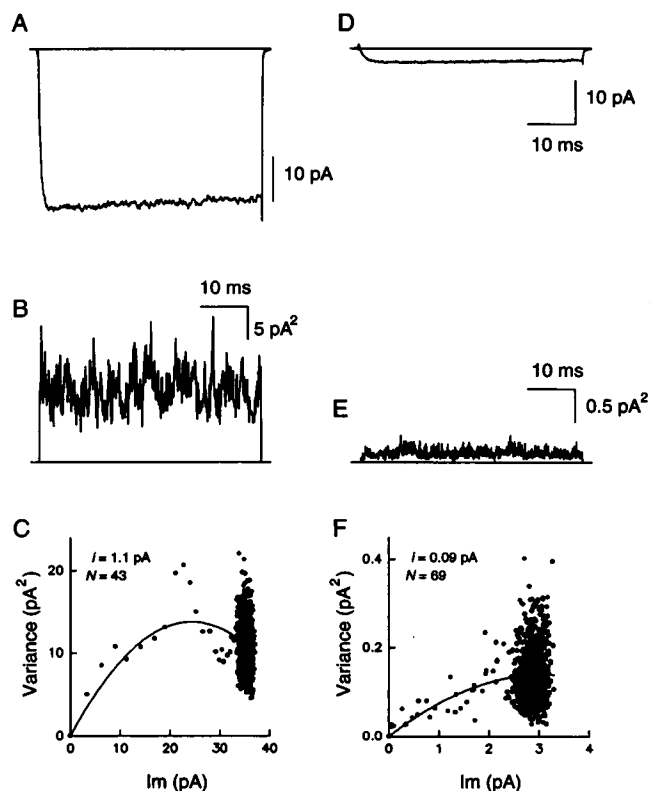 A
10 pA
B
10 ms
5 pA²
C
i = 1.1 pA
N = 43
Variance (pA²)
20
10
0
0
10
20
30
40
Im (pA)
D
10 pA
10 ms
E
10 ms
0.5 pA²
F
i = 0.09 pA
N = 69
Variance (pA²)
0.4
0.2
0.0
0
1
2
3
4
Im (pA)